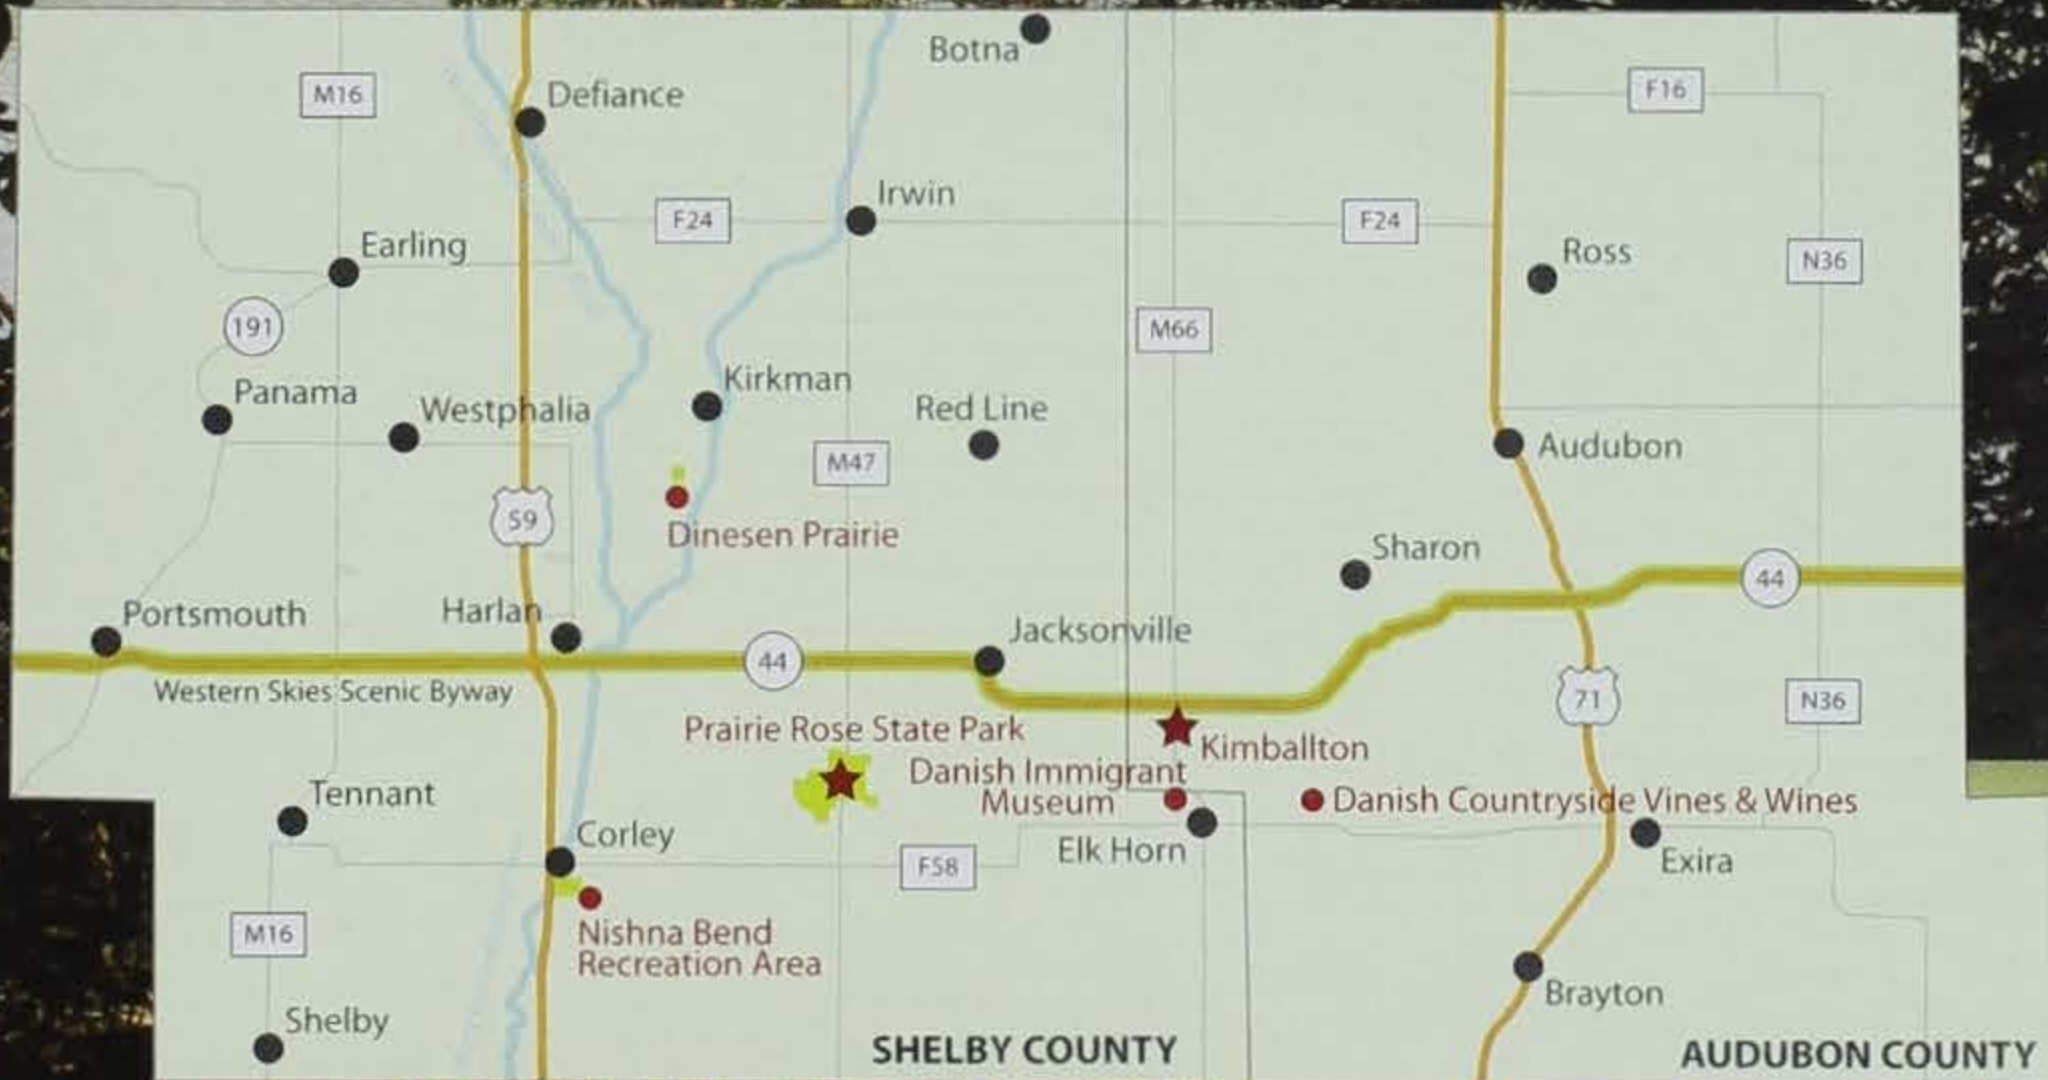 Botna
M16
Defiance
F16
Irwin
F24
F24
Earling
Ross
N36
191
M66
Panama
Kirkman
Westphalia
Red Line
M47
Audubon
59
Dinesen Prairie
Sharon
44
Portsmouth
Harlan
Jacksonville
44
Western Skies Scenic Byway
71
N36
Prairie Rose State Park
Kimballton
Danish Immigrant
Museum
Danish Countryside Vines & Wines
Tennant
Corley
Elk Horn
Exira
F58
M16
Nishna Bend
Recreation Area
Brayton
Shelby
SHELBY COUNTY
AUDUBON COUNTY